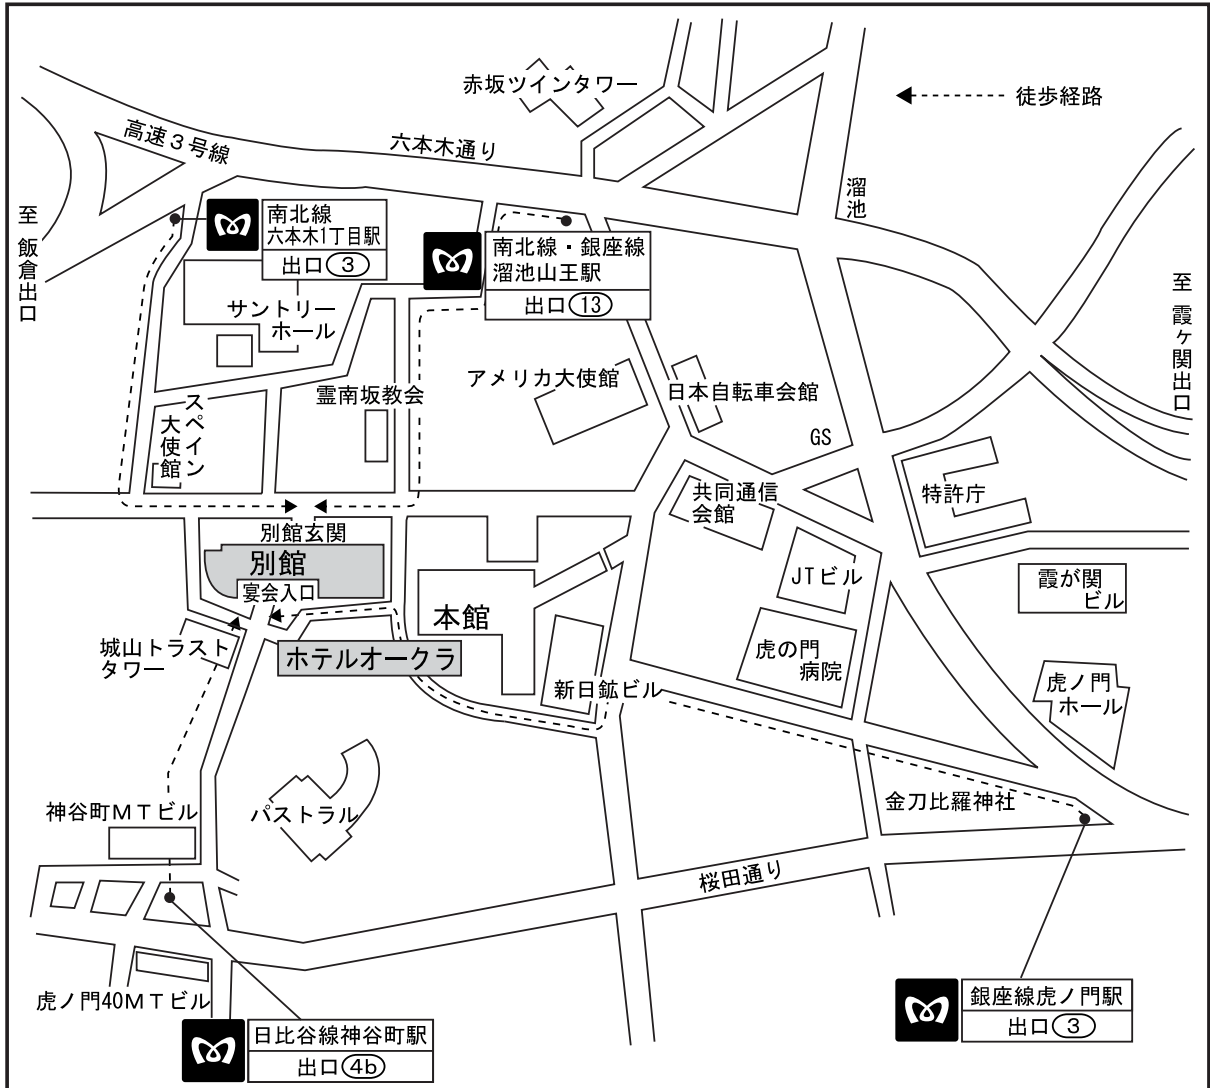 赤坂ツインタワー
徒歩経路
高速3号線
六本木通り
溜池
至 飯倉出口
南北線
六本木1丁目駅
出口3
南北線・銀座線
溜池山王駅
出口13
至 霞ヶ関出口
サントリー
ホール
霊南坂教会
アメリカ大使館
日本自転車会館
スペイン
大使館
GS
共同通信
会館
特許庁
別館玄関
別館
宴会入口
JTビル
霞が関
ビル
本館
城山トラスト
タワー
ホテルオークラ
虎の門
病院
新日鉱ビル
虎ノ門
ホール
神谷町MTビル
パストラル
金刀比羅神社
桜田通り
虎ノ門40MTビル
日比谷線神谷町駅
出口4b
銀座線虎ノ門駅
出口3